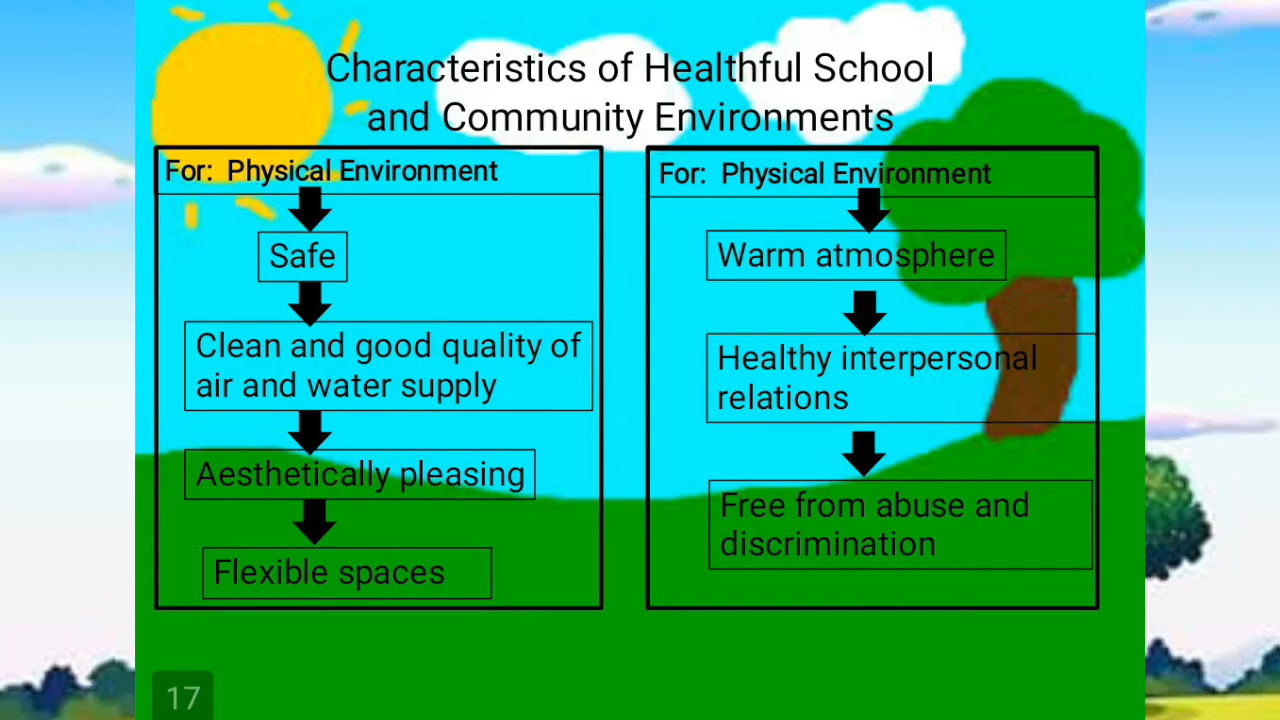 Characteristics of Healthful School
and Community Environments
For: Physical Environment
Safe
Clean and good quality of
air and water supply
Aesthetically pleasing
Flexible spaces
For: Physical Environment
Warm atmosphere
Healthy interpersonal
relations
Free from abuse and
discrimination
17